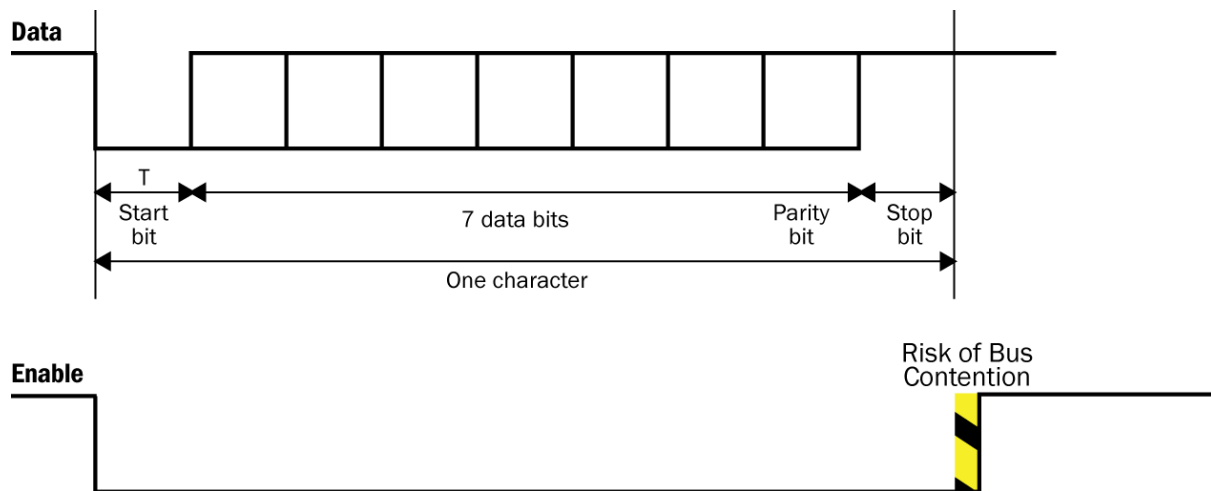 Data
T
Start
bit
7 data bits
Parity
bit
Stop
bit
One character
Enable
Risk of Bus
Contention